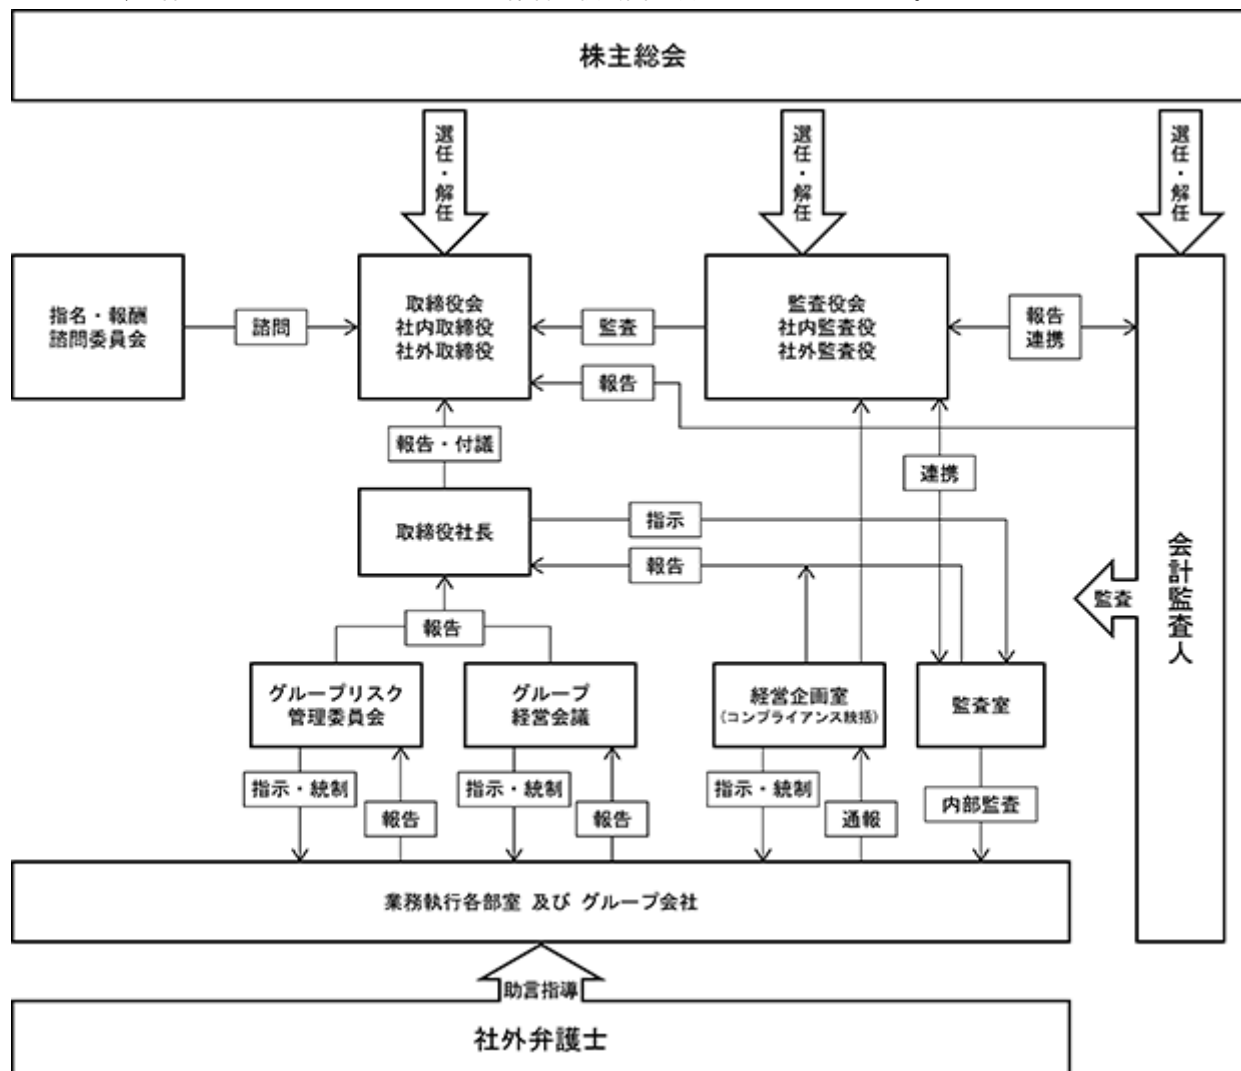 株主総会
選任・解任
選任・解任
選任・解任
指名・報酬
諮問委員会
諮問
取締役会
社内取締役
社外取締役
監査
監査役会
社内監査役
社外監査役
報告
連携
報告
報告・付議
連携
取締役社長
指示
報告
会計監査人
監査
報告
グループリスク
管理委員会
グループ
経営会議
経営企画室
(コンプライアンス統括)
監査室
指示・統制
報告
指示・統制
報告
指示・統制
通報
内部監査
業務執行各部室 及び グループ会社
助言指導
社外弁護士